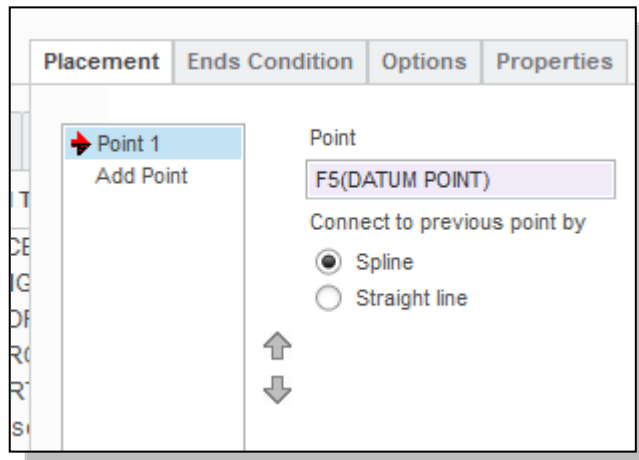 Placement Ends Condition Options Properties
Point 1
Add Point
Point
F5(DATUM POINT)
Connect to previous point by
Spline
Straight line